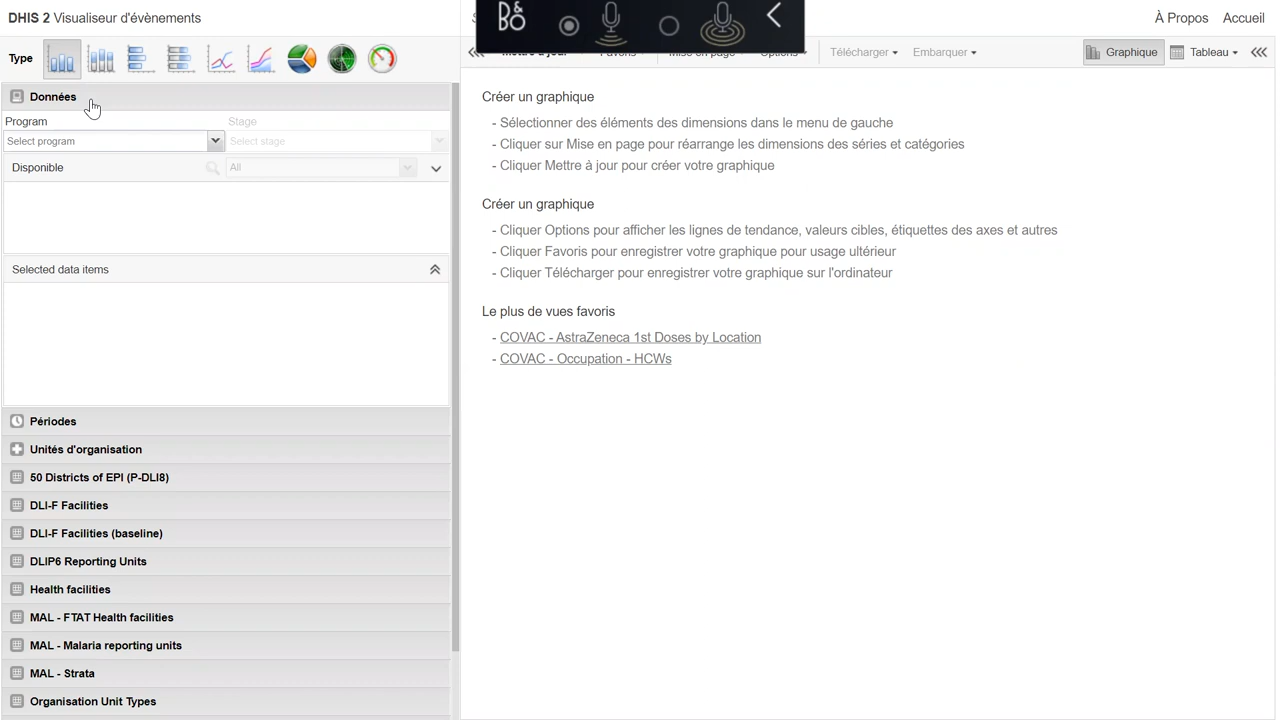 DHIS 2 Visualiseur d'évènements
À Propos Accueil
B&O
Type
Favoris
Mise en page
Options
Télécharger Embarquer Graphique Tableau
Données
Program Stage
Select program Select stage
Disponible All
Selected data items
Périodes
Unités d'organisation
50 Districts of EPI (P-DLI8)
DLI-F Facilities
DLI-F Facilities (baseline)
DLIP6 Reporting Units
Health facilities
MAL - FTAT Health facilities
MAL - Malaria reporting units
MAL - Strata
Organisation Unit Types
Créer un graphique
- Sélectionner des éléments des dimensions dans le menu de gauche
- Cliquer sur Mise en page pour réarrange les dimensions des séries et catégories
- Cliquer Mettre à jour pour créer votre graphique
Créer un graphique
- Cliquer Options pour afficher les lignes de tendance, valeurs cibles, étiquettes des axes et autres
- Cliquer Favoris pour enregistrer votre graphique pour usage ultérieur
- Cliquer Télécharger pour enregistrer votre graphique sur l'ordinateur
Le plus de vues favoris
- COVAC - AstraZeneca 1st Doses by Location
- COVAC - Occupation - HCWs